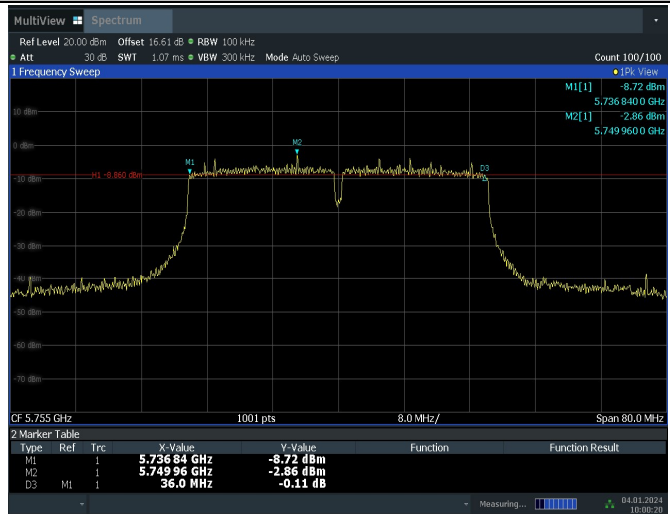 MultiView Spectrum
Ref Level 20.00 dBm Offset 16.61 dB RBW 100 kHz
Att 30 dB SWT 1.07 ms VBW 300 kHz Mode Auto Sweep Count 100/100
1 Frequency Sweep 1Pk View
M1[1] -8.72 dBm
5.736 840 0 GHz
M2[1] -2.86 dBm
5.749 960 0 GHz
10 dBm
0 dBm
M2
M1
D3
H1 -8.860 dBm
-10 dBm
-20 dBm
-30 dBm
-40 dBm
-50 dBm
-60 dBm
-70 dBm
CF 5.755 GHz 1001 pts 8.0 MHz/ Span 80.0 MHz
2 Marker Table
Type Ref Trc X-Value Y-Value Function Function Result
M1 1 5.736 84 GHz -8.72 dBm
M2 1 5.749 96 GHz -2.86 dBm
D3 M1 1 36.0 MHz -0.11 dB
Measuring... 04.01.2024
10:00:20